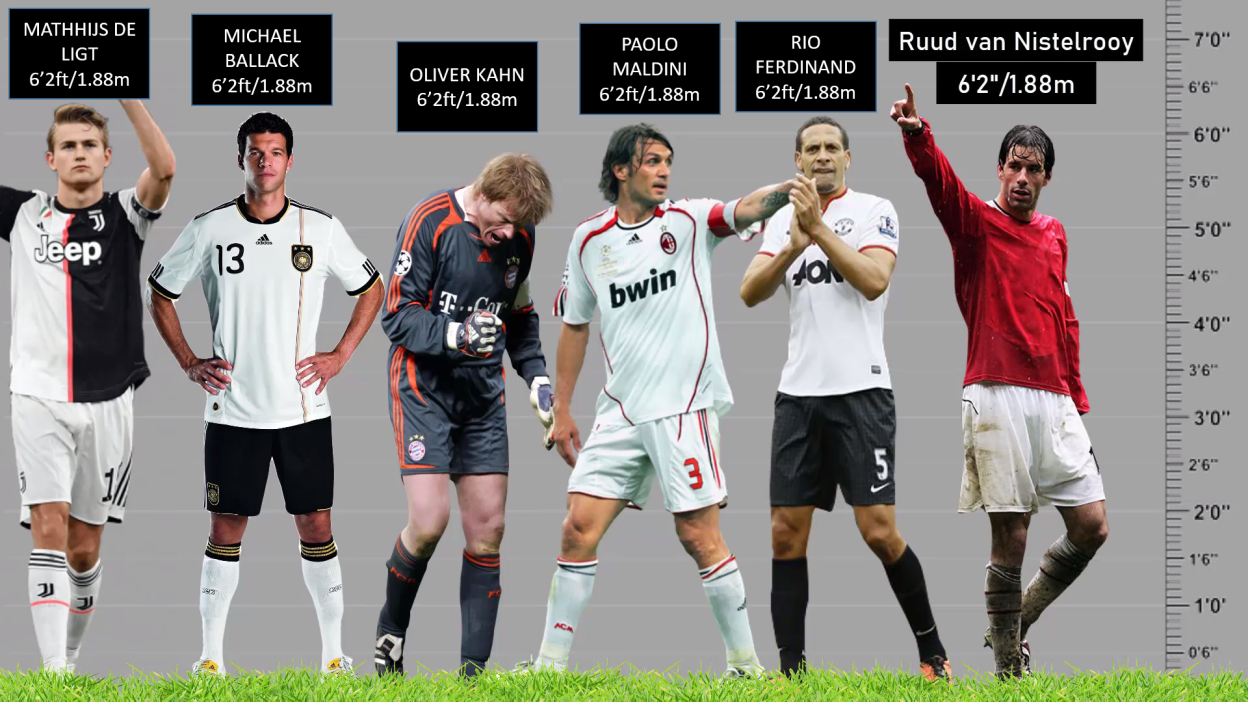 MATHHIJS DE
LIGT
6’2ft/1.88m
MICHAEL
BALLACK
6’2ft/1.88m
OLIVER KAHN
6’2ft/1.88m
PAOLO
MALDINI
6’2ft/1.88m
RIO
FERDINAND
6’2ft/1.88m
Ruud van Nistelrooy
6'2"/1.88m
7'0"
6'6"
6'0"
5'6"
5'0"
4'6"
4'0"
3'6"
3'0"
2'6"
2'0"
1'6"
1'0'
0'6"
Jeep
adidas
13
bwin
3
ACM
AON
5